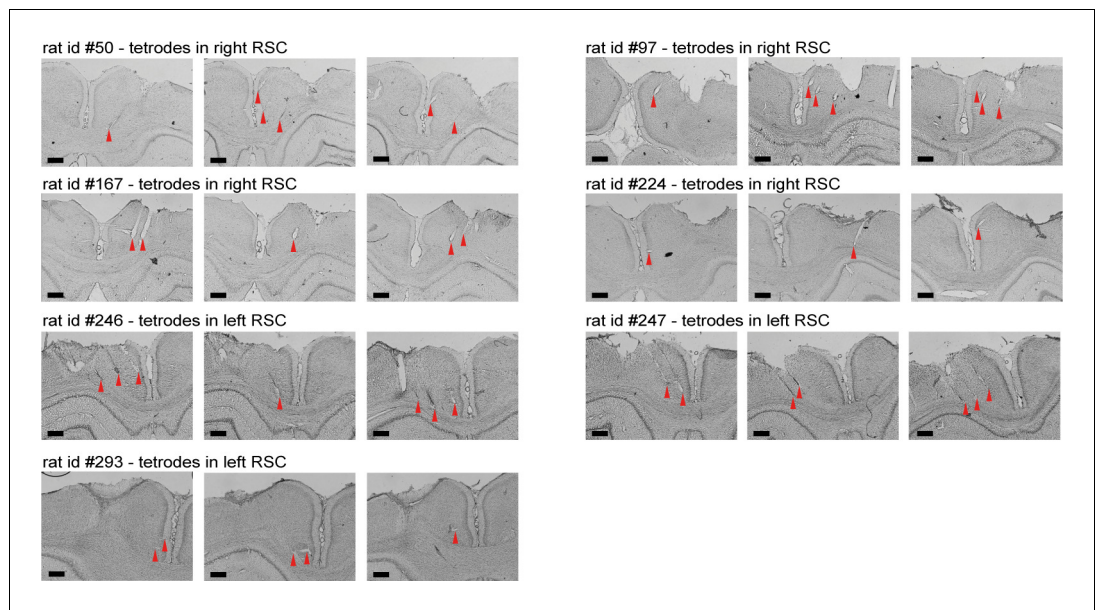 rat id #50 - tetrodes in right RSC
rat id #97 - tetrodes in right RSC
rat id #167 - tetrodes in right RSC
rat id #224 - tetrodes in right RSC
rat id #246 - tetrodes in left RSC
rat id #247 - tetrodes in left RSC
rat id #293 - tetrodes in left RSC